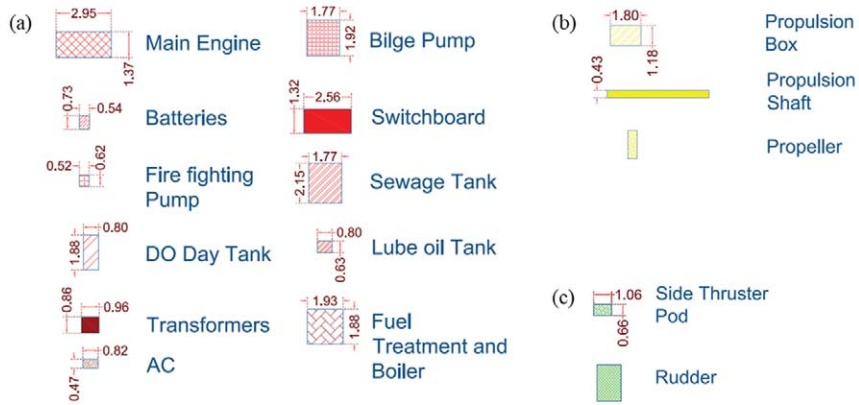 (a)
2.95
1.37
Main Engine
1.77
1.92
Bilge Pump
0.73
0.54
Batteries
1.32
2.56
Switchboard
0.52
0.62
Fire fighting
Pump
1.77
2.15
Sewage Tank
0.80
1.88
DO Day Tank
0.80
0.63
Lube oil Tank
0.86
0.96
Transformers
1.93
1.88
Fuel
Treatment and
Boiler
0.82
0.47
AC
(b)
1.80
1.18
Propulsion
Box
0.43
Propulsion
Shaft
Propeller
(c)
1.06
0.66
Side Thruster
Pod
Rudder